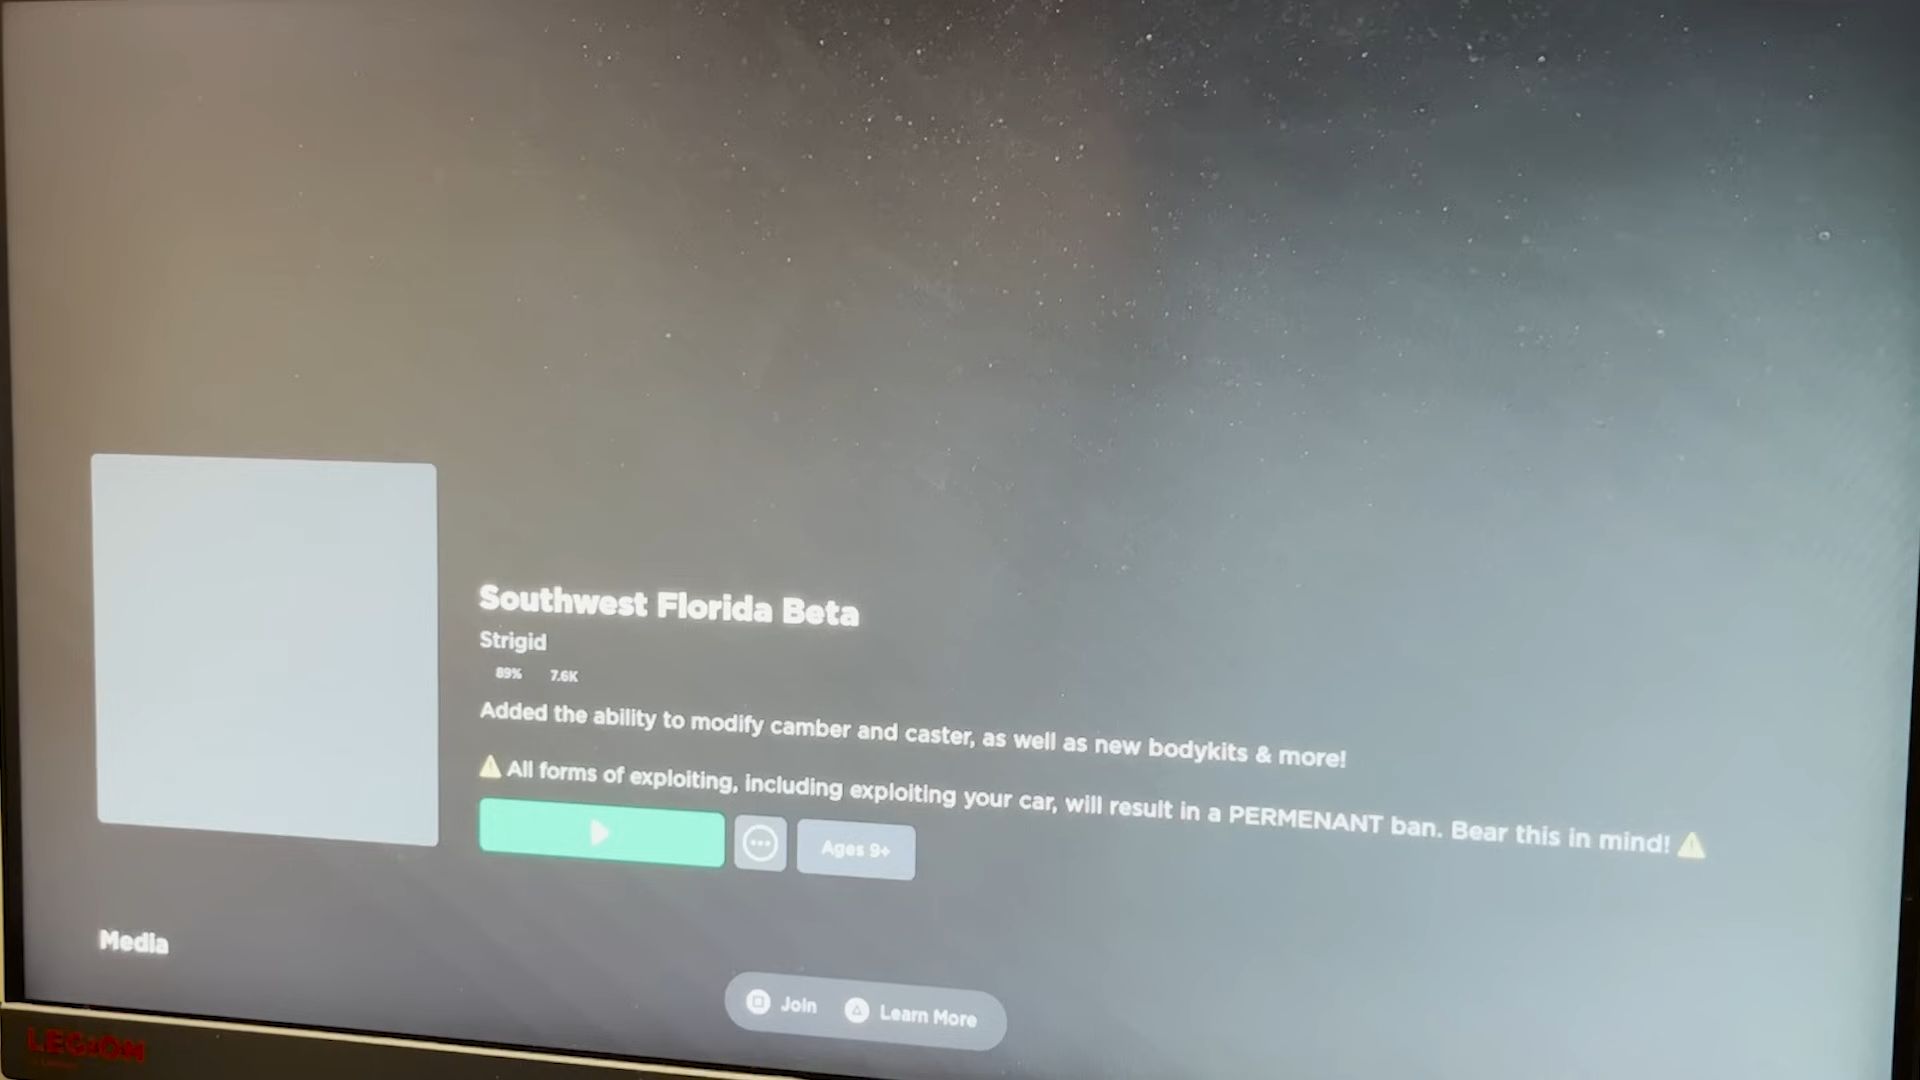 Southwest Florida Beta
Strigid
89% 7.6K
Added the ability to modify camber and caster, as well as new bodykits & more!
⚠ All forms of exploiting, including exploiting your car, will result in a PERMENANT ban. Bear this in mind! ⚠
Ages 9+
Media
Join Learn More
LEGION